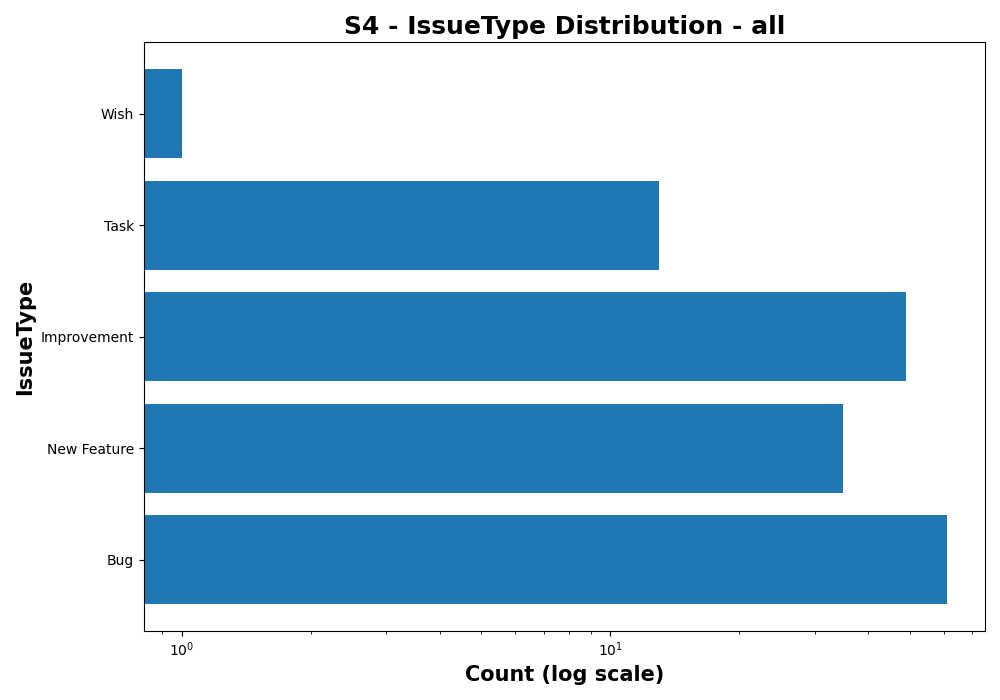 S4 - IssueType Distribution - all
Wish
Task
Improvement
New Feature
Bug
IssueType
10⁰
10¹
Count (log scale)